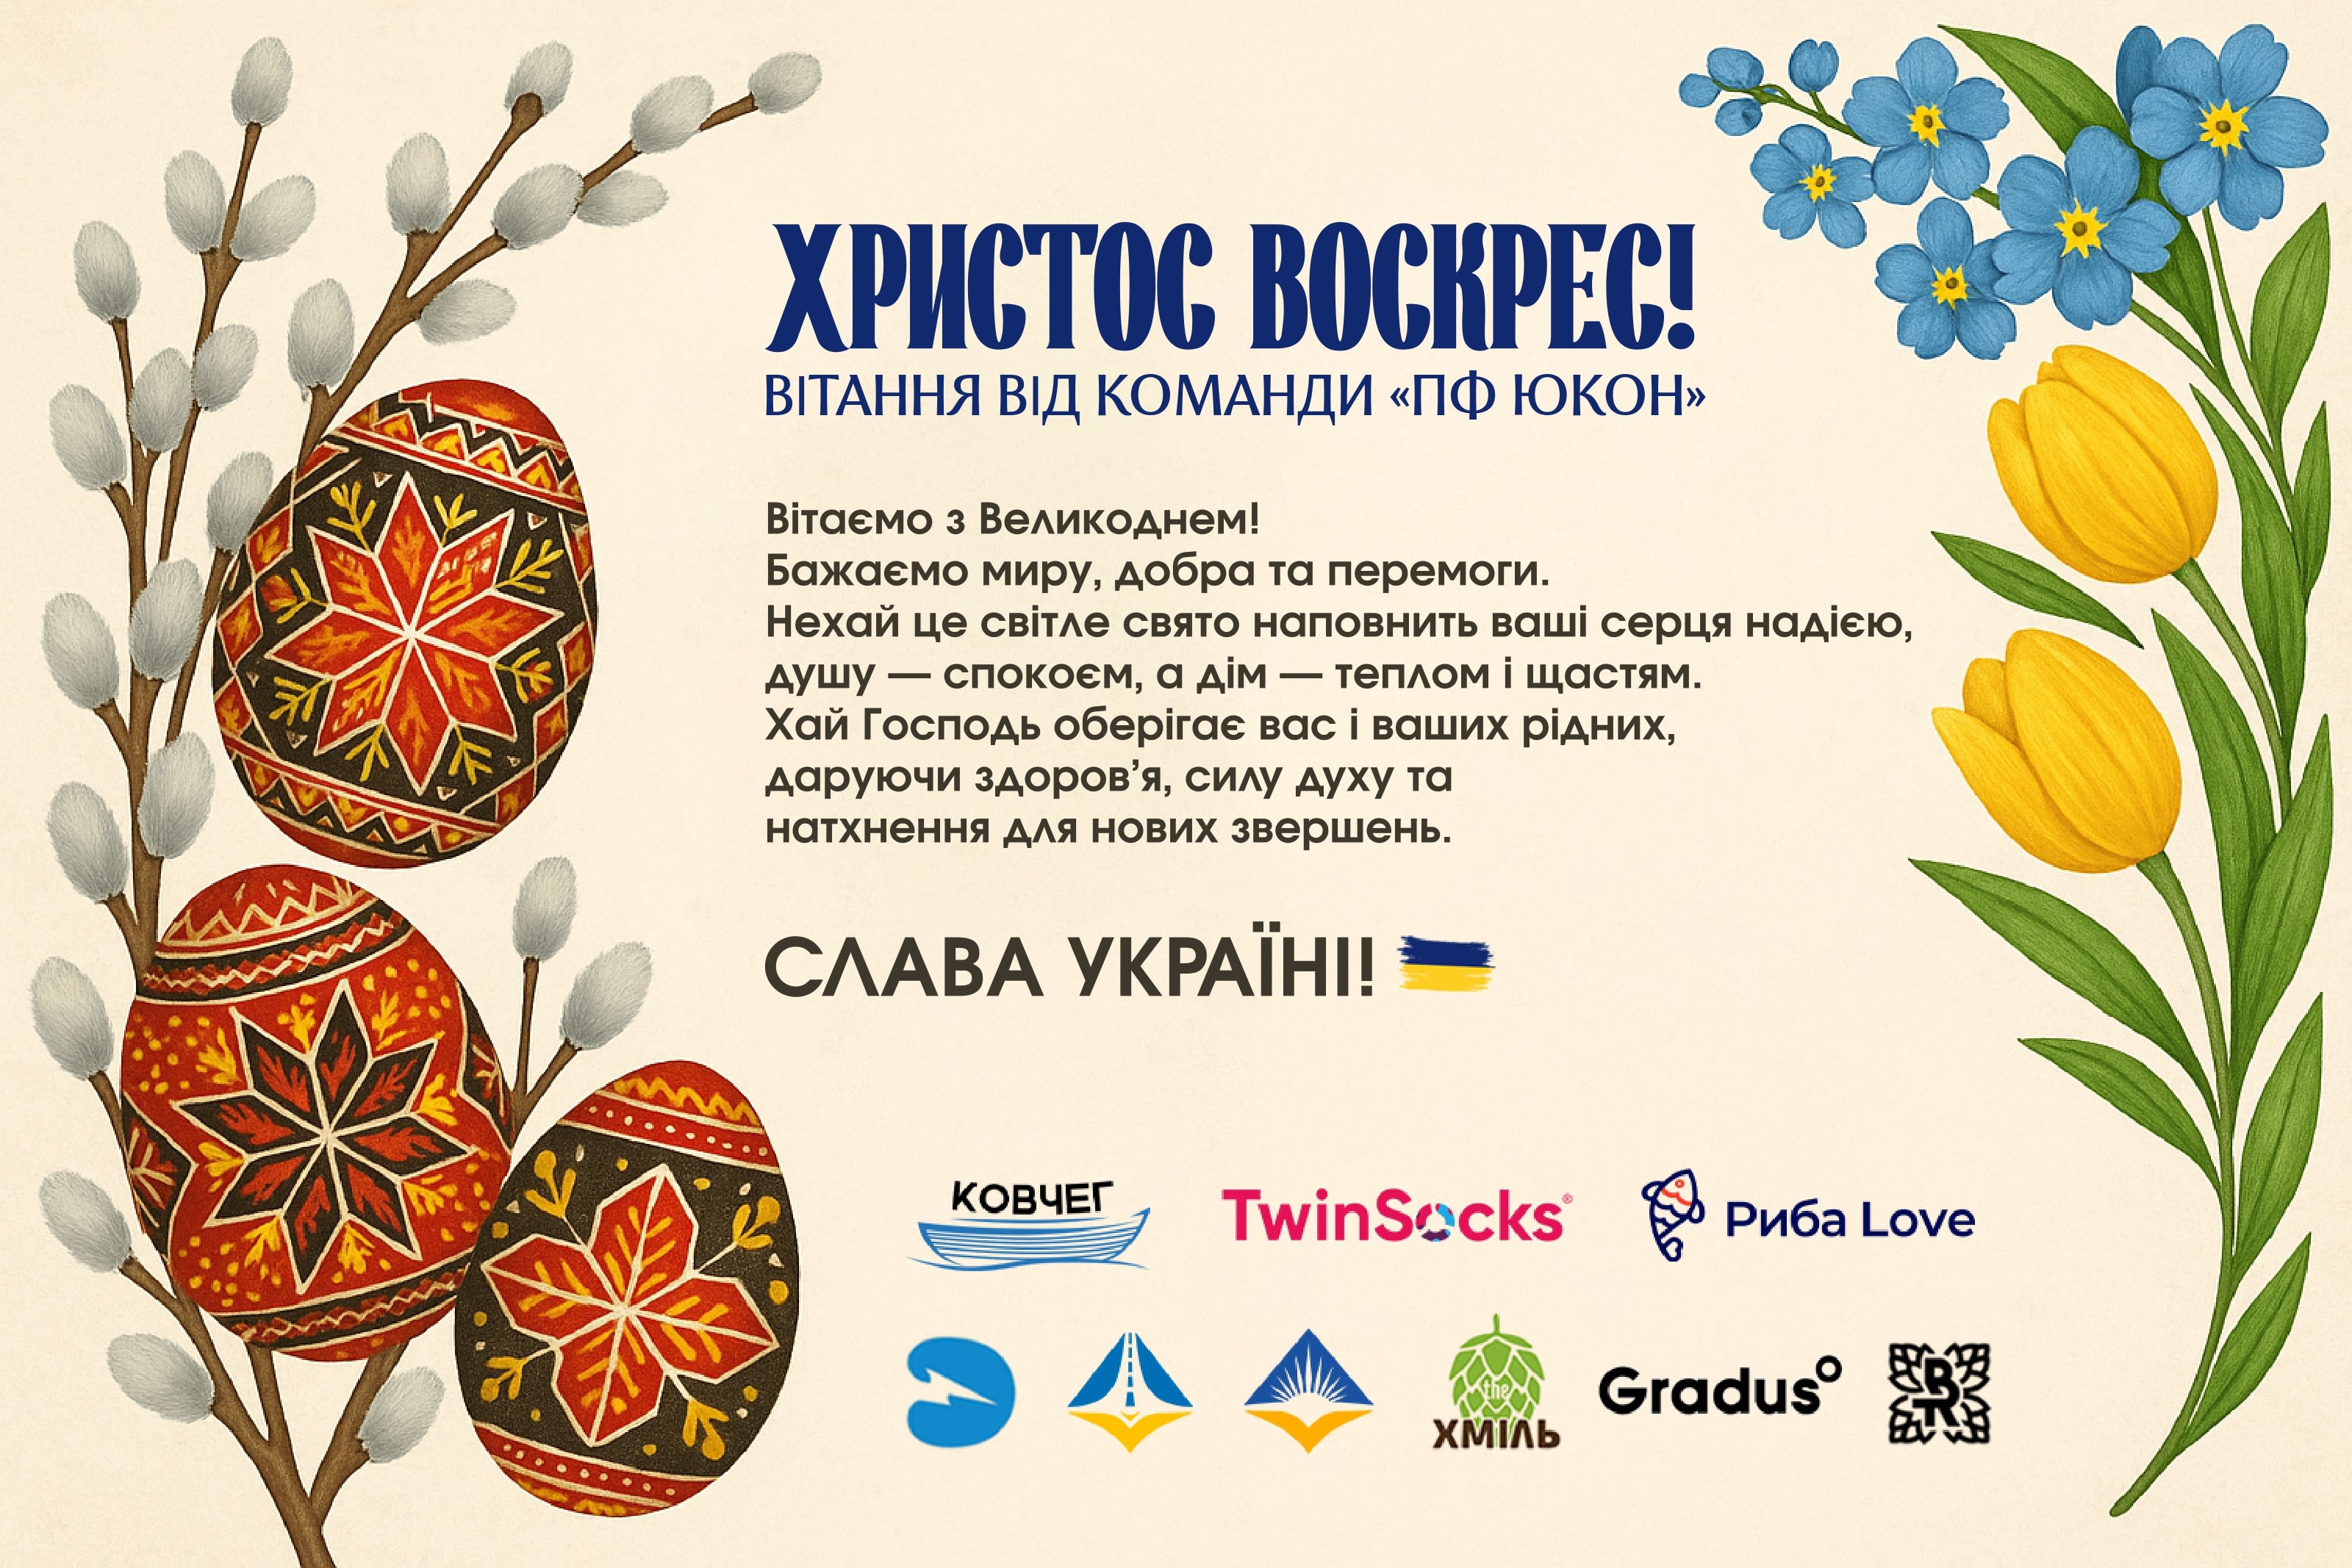 ХРИСТОС ВОСКРЕС!
ВІТАННЯ ВІД КОМАНДИ «ПФ ЮКОН»
Вітаємо з Великоднем!
Бажаємо миру, добра та перемоги.
Нехай це світле свято наповнить ваші серця надією,
душу — спокоєм, а дім — теплом і щастям.
Хай Господь оберігає вас і ваших рідних,
даруючи здоров’я, силу духу та
натхнення для нових звершень.
СЛАВА УКРАЇНІ!
КОВЧЕГ
TwinSocks®
Риба Love
the
ХМІЛЬ
Gradus°